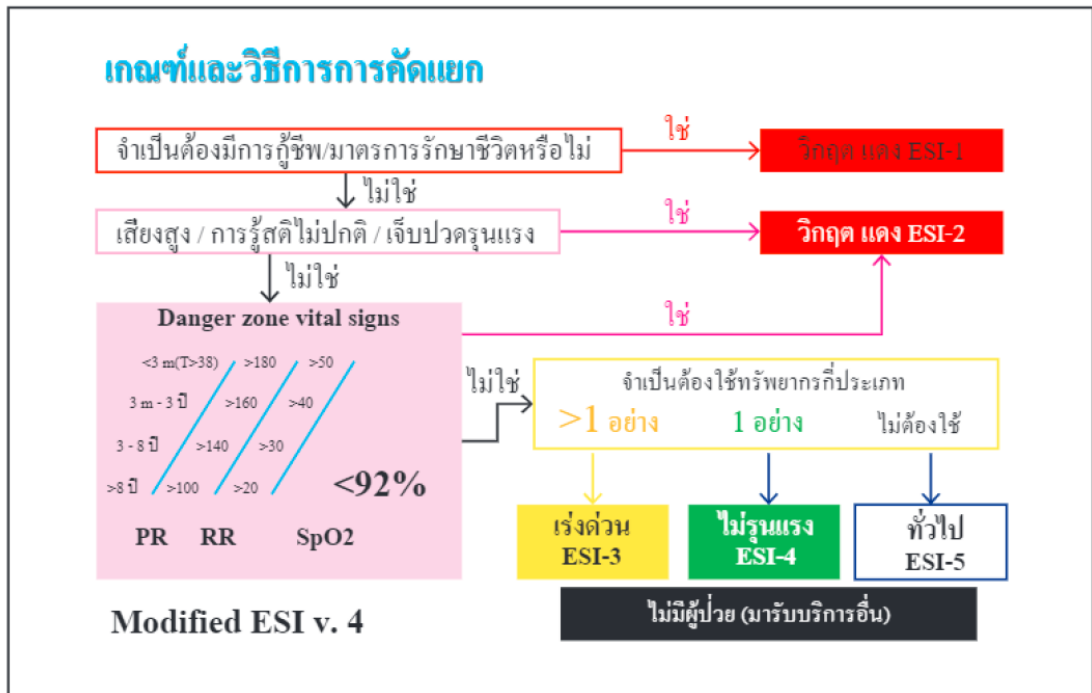 เกณฑ์และวิธีการการคัดแยก
จำเป็นต้องมีการกู้ชีพ/มาตรการรักษาชีวิตหรือไม่
ใช่
วิกฤต แดง ESI-1
ไม่ใช่
เสี่ยงสูง / การรู้สติไม่ปกติ / เจ็บปวดรุนแรง
ใช่
วิกฤต แดง ESI-2
ไม่ใช่
Danger zone vital signs
ใช่
<3 m(T>38) >180 >50
3 m - 3 ปี >160 >40
3 - 8 ปี >140 >30
>8 ปี >100 >20 <92%
PR RR SpO2
ไม่ใช่
จำเป็นต้องใช้ทรัพยากรกี่ประเภท
>1 อย่าง 1 อย่าง ไม่ต้องใช้
เร่งด่วน
ESI-3
ไม่รุนแรง
ESI-4
ทั่วไป
ESI-5
ไม่มีผู้ป่วย (มารับบริการอื่น)
Modified ESI v. 4